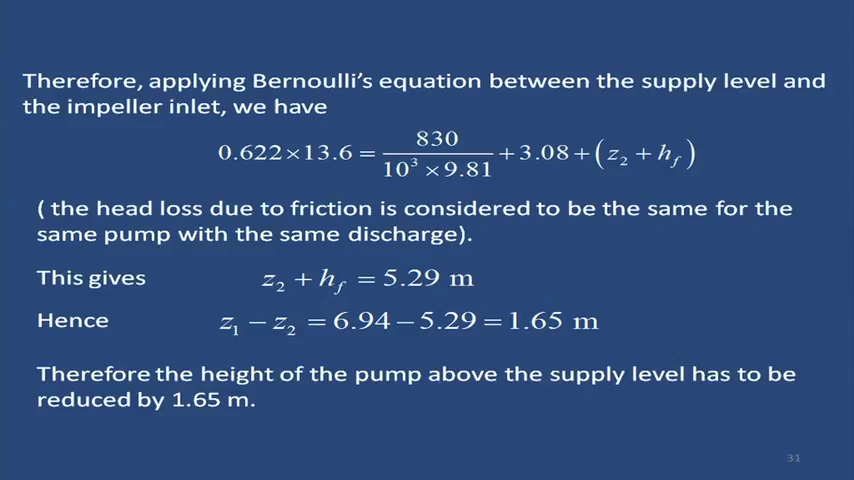 Therefore, applying Bernoulli's equation between the supply level and
the impeller inlet, we have
0.622×13.6 = 830/(10³ × 9.81) + 3.08 + (z₂ + h_f)
( the head loss due to friction is considered to be the same for the
same pump with the same discharge).
This gives z₂ + h_f = 5.29 m
Hence z₁ − z₂ = 6.94 − 5.29 = 1.65 m
Therefore the height of the pump above the supply level has to be
reduced by 1.65 m.
31